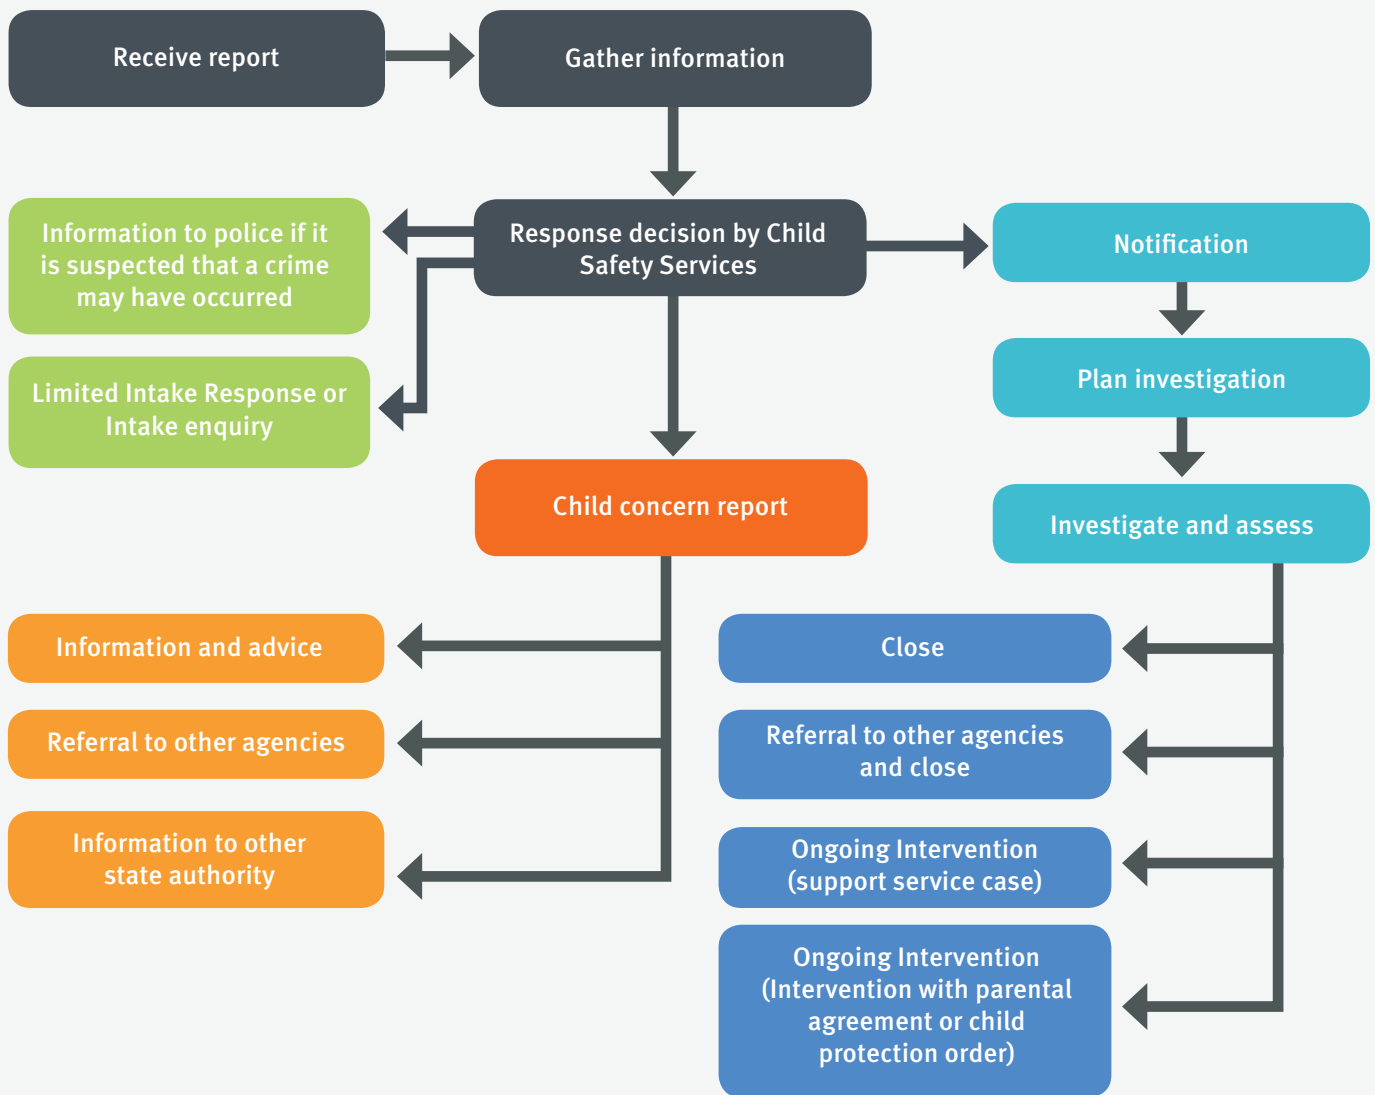 Receive report
Gather information
Information to police if it
is suspected that a crime
may have occurred
Response decision by Child
Safety Services
Notification
Limited Intake Response or
Intake enquiry
Plan investigation
Child concern report
Investigate and assess
Information and advice
Referral to other agencies
Information to other
state authority
Close
Referral to other agencies
and close
Ongoing Intervention
(support service case)
Ongoing Intervention
(Intervention with parental
agreement or child
protection order)